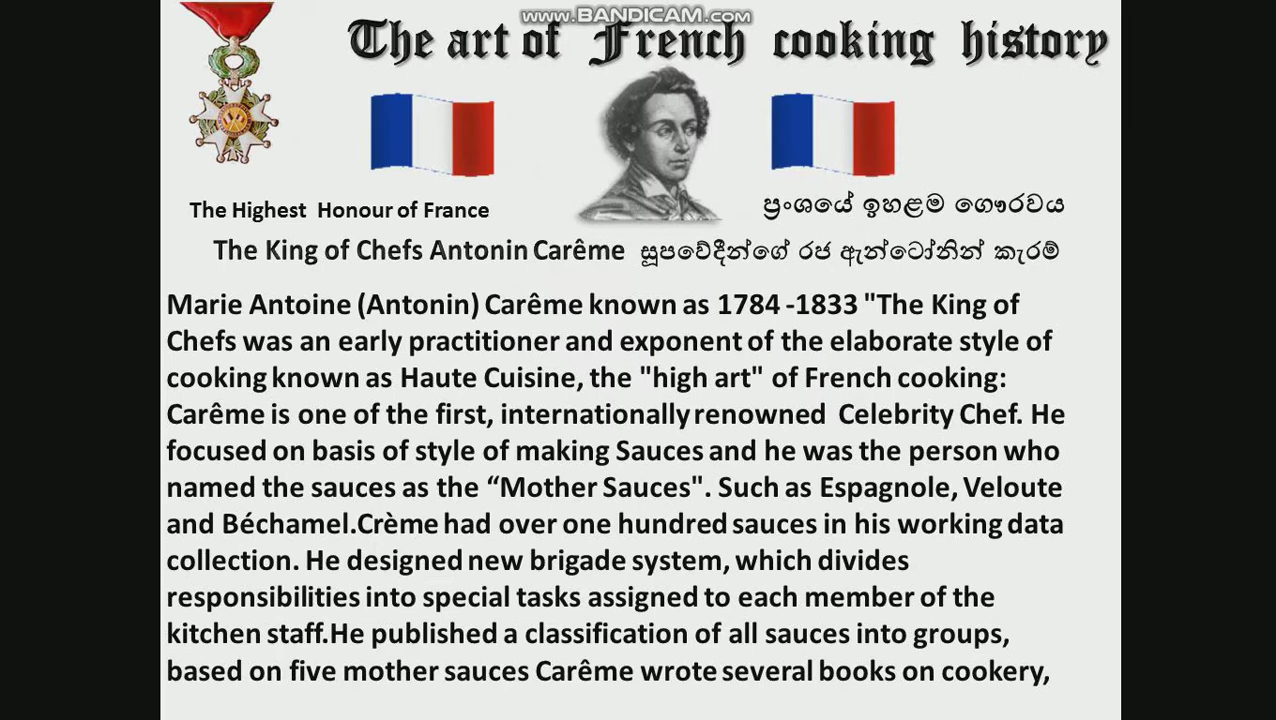 www.BANDICAM.com
The art of French cooking history
The Highest Honour of France
ප්‍රංශයේ ඉහළම ගෞරවය
The King of Chefs Antonin Carême සූපවේදීන්ගේ රජ ඇන්ටෝනින් කැරම්
Marie Antoine (Antonin) Carême known as 1784 -1833 "The King of
Chefs was an early practitioner and exponent of the elaborate style of
cooking known as Haute Cuisine, the "high art" of French cooking:
Carême is one of the first, internationally renowned Celebrity Chef. He
focused on basis of style of making Sauces and he was the person who
named the sauces as the “Mother Sauces". Such as Espagnole, Veloute
and Béchamel.Crème had over one hundred sauces in his working data
collection. He designed new brigade system, which divides
responsibilities into special tasks assigned to each member of the
kitchen staff.He published a classification of all sauces into groups,
based on five mother sauces Carême wrote several books on cookery,